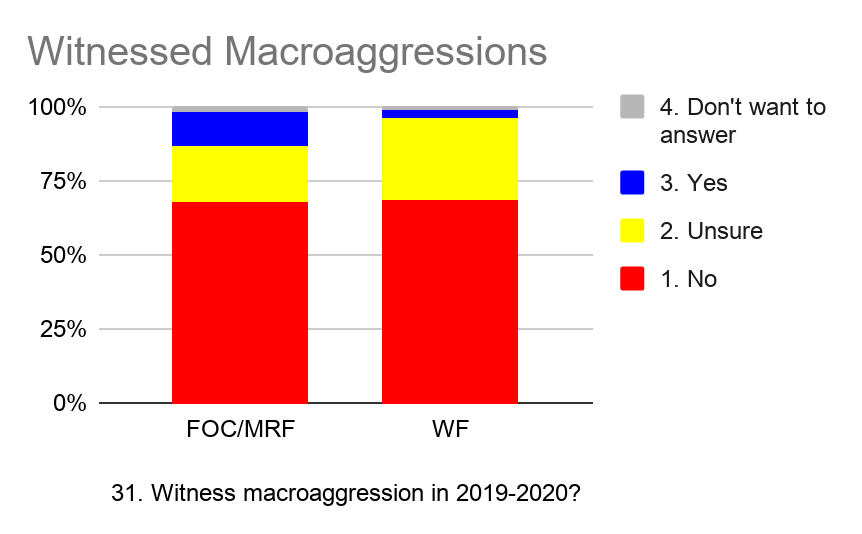 Witnessed Macroaggressions
100%
75%
50%
25%
0%
FOC/MRF
WF
31. Witness macroaggression in 2019-2020?
4. Don't want to
answer
3. Yes
2. Unsure
1. No